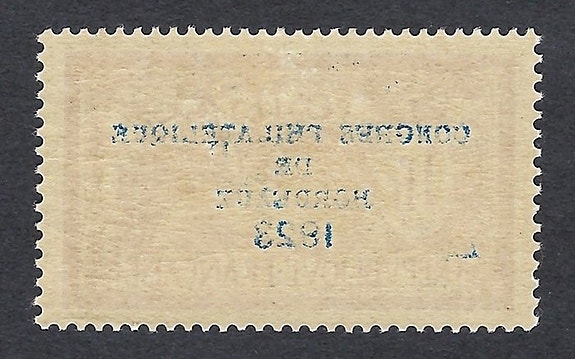 CONGRES PHILATELIQUE
DE
BORDEAUX
1923